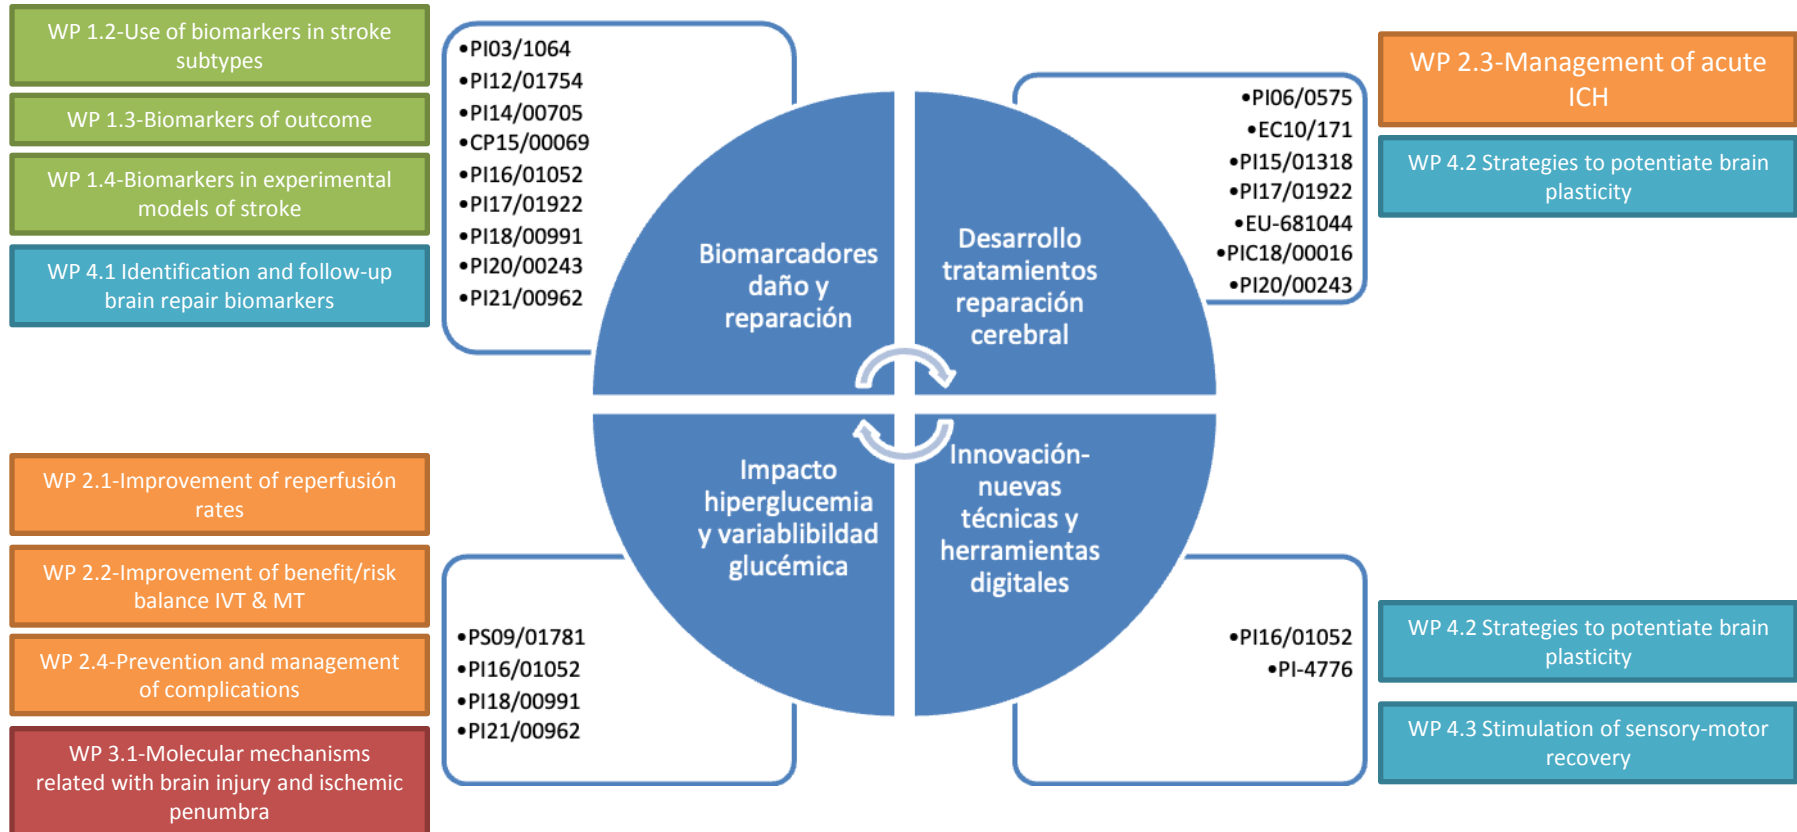 WP 1.2-Use of biomarkers in stroke
subtypes
WP 1.3-Biomarkers of outcome
WP 1.4-Biomarkers in experimental
models of stroke
WP 4.1 Identification and follow-up
brain repair biomarkers
•PI03/1064
•PI12/01754
•PI14/00705
•CP15/00069
•PI16/01052
•PI17/01922
•PI18/00991
•PI20/00243
•PI21/00962
Biomarcadores
daño y
reparación
Desarrollo
tratamientos
reparación
cerebral
•PI06/0575
•EC10/171
•PI15/01318
•PI17/01922
•EU-681044
•PIC18/00016
•PI20/00243
WP 2.3-Management of acute
ICH
WP 4.2 Strategies to potentiate brain
plasticity
WP 2.1-Improvement of reperfusión
rates
WP 2.2-Improvement of benefit/risk
balance IVT & MT
WP 2.4-Prevention and management
of complications
WP 3.1-Molecular mechanisms
related with brain injury and ischemic
penumbra
•PS09/01781
•PI16/01052
•PI18/00991
•PI21/00962
Impacto
hiperglucemia
y variablibildad
glucémica
Innovación-
nuevas
técnicas y
herramientas
digitales
•PI16/01052
•PI-4776
WP 4.2 Strategies to potentiate brain
plasticity
WP 4.3 Stimulation of sensory-motor
recovery